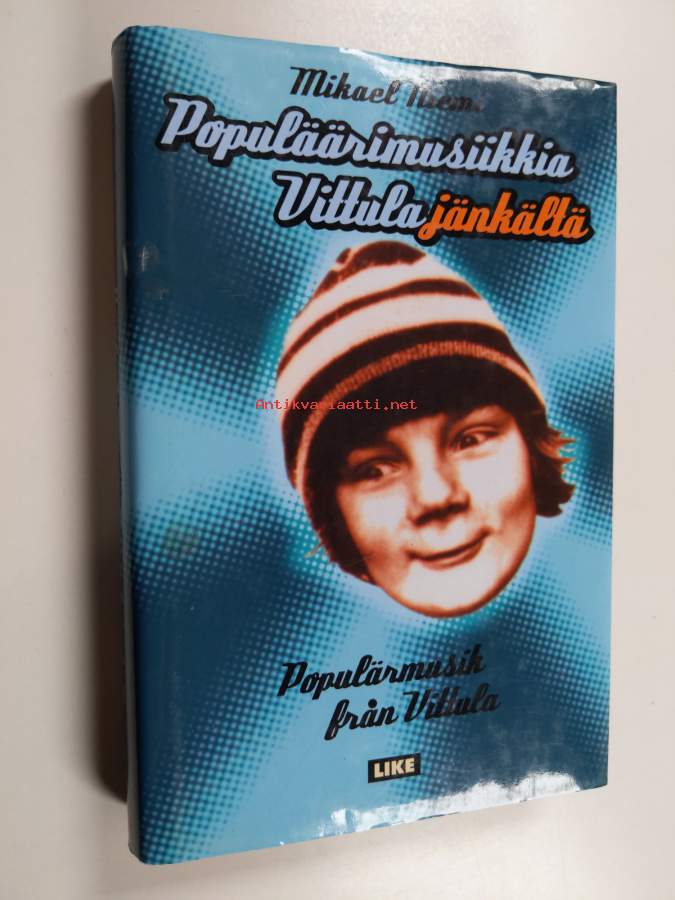 Mikael Niemi
Populäärimusiikkia
Vittulajänkältä
Antikvariaatti.net
Populärmusik
från Vittula
LIKE